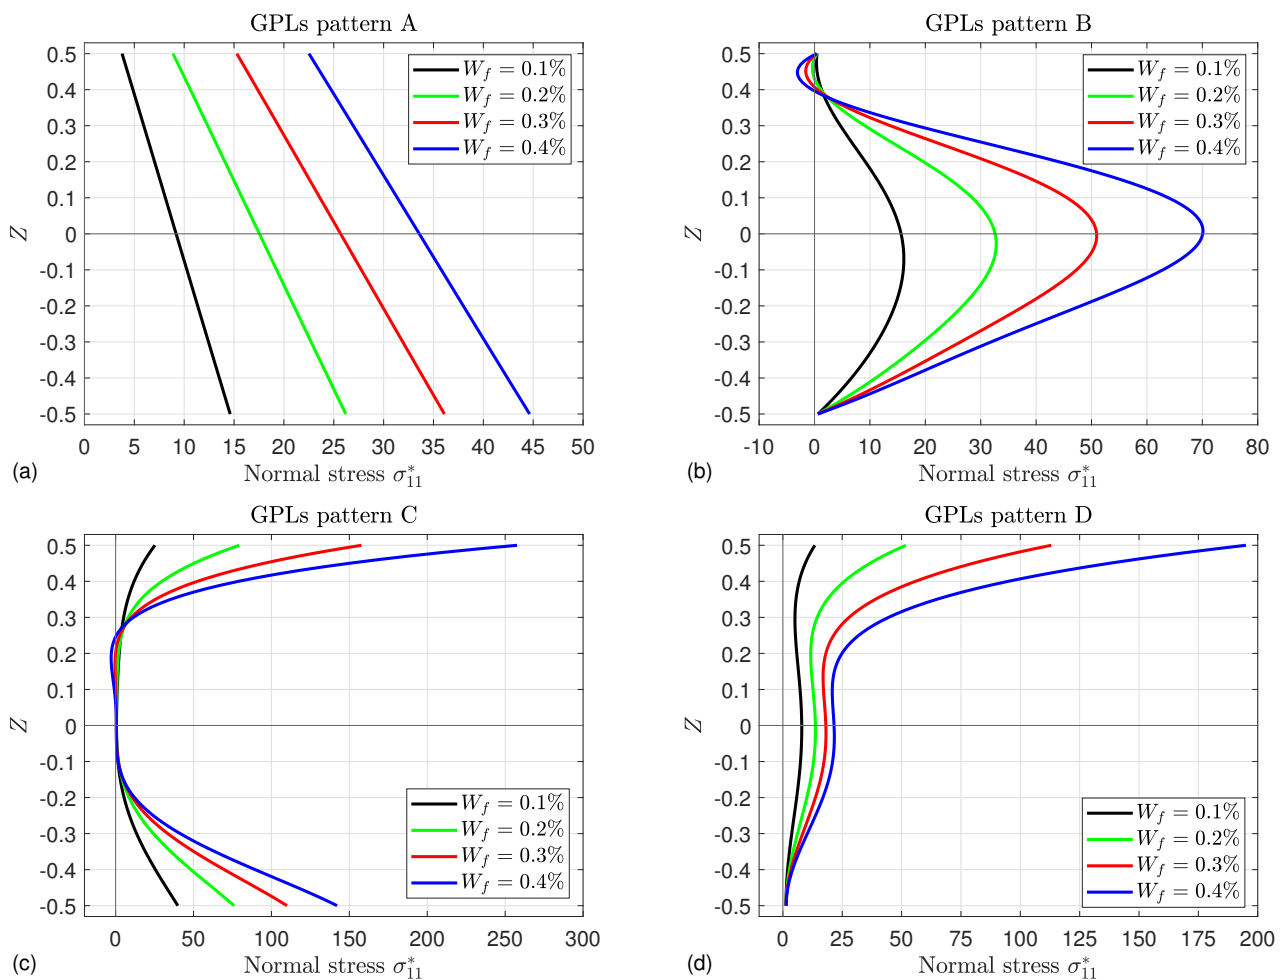 GPLs pattern A
0.5
0.4
0.3
0.2
0.1
0
-0.1
-0.2
-0.3
-0.4
-0.5
Z
W_f = 0.1%
W_f = 0.2%
W_f = 0.3%
W_f = 0.4%
0 5 10 15 20 25 30 35 40 45 50
(a)
Normal stress σ*11
GPLs pattern B
0.5
0.4
0.3
0.2
0.1
0
-0.1
-0.2
-0.3
-0.4
-0.5
Z
W_f = 0.1%
W_f = 0.2%
W_f = 0.3%
W_f = 0.4%
-10 0 10 20 30 40 50 60 70 80
(b)
Normal stress σ*11
GPLs pattern C
0.5
0.4
0.3
0.2
0.1
0
-0.1
-0.2
-0.3
-0.4
-0.5
Z
W_f = 0.1%
W_f = 0.2%
W_f = 0.3%
W_f = 0.4%
0 50 100 150 200 250 300
(c)
Normal stress σ*11
GPLs pattern D
0.5
0.4
0.3
0.2
0.1
0
-0.1
-0.2
-0.3
-0.4
-0.5
Z
W_f = 0.1%
W_f = 0.2%
W_f = 0.3%
W_f = 0.4%
0 25 50 75 100 125 150 175 200
(d)
Normal stress σ*11